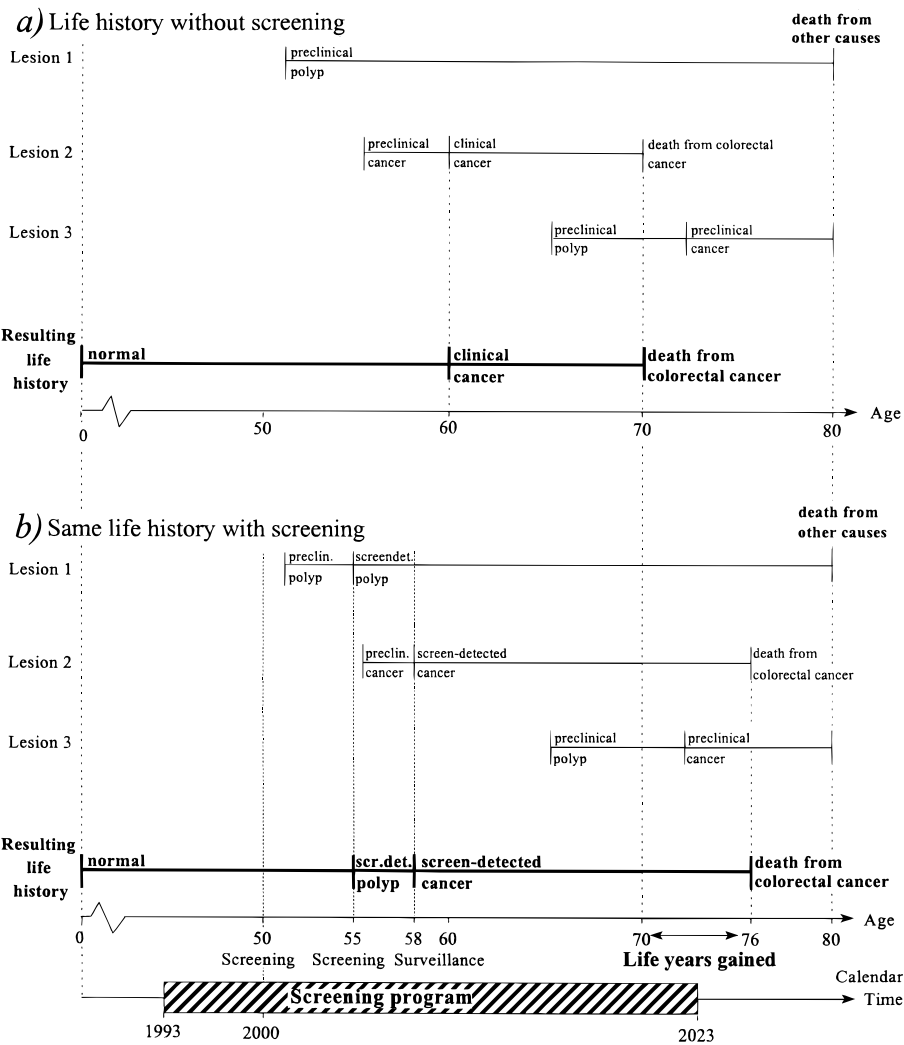 a) Life history without screening
death from
other causes
Lesion 1
preclinical
polyp
Lesion 2
preclinical
cancer
clinical
cancer
death from colorectal
cancer
Lesion 3
preclinical
polyp
preclinical
cancer
Resulting
life
history
normal
clinical
cancer
death from
colorectal cancer
0 50 60 70 80 Age
b) Same life history with screening
death from
other causes
Lesion 1
preclin.
polyp
screendet.
polyp
Lesion 2
preclin.
cancer
screen-detected
cancer
death from
colorectal cancer
Lesion 3
preclinical
polyp
preclinical
cancer
Resulting
life
history
normal
scr.det.
polyp
screen-detected
cancer
death from
colorectal cancer
Age
0 50 55 58 60 70 76 80
Screening Screening Surveillance Life years gained
Calendar
Time
Screening program
1993 2000 2023